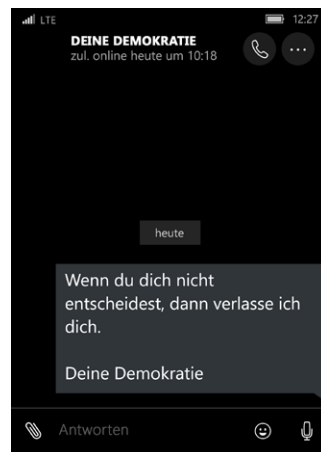 LTE 12:27
DEINE DEMOKRATIE
zul. online heute um 10:18
heute
Wenn du dich nicht
entscheidest, dann verlasse ich
dich.
Deine Demokratie
Antworten